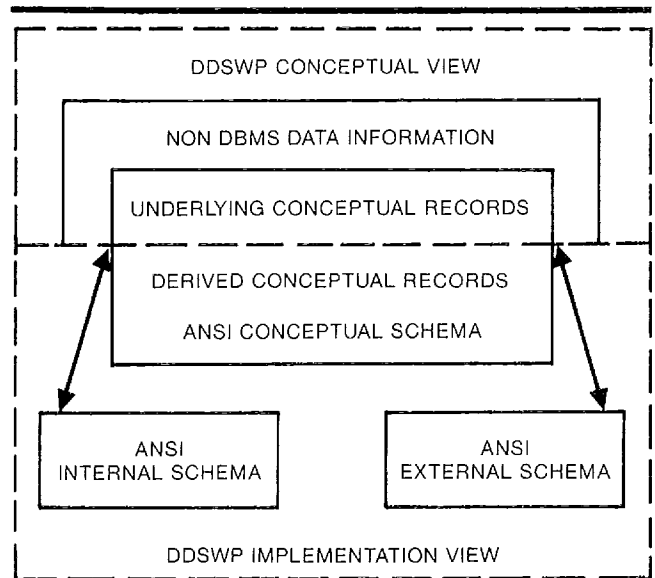 DDSWP CONCEPTUAL VIEW
NON DBMS DATA INFORMATION
UNDERLYING CONCEPTUAL RECORDS
DERIVED CONCEPTUAL RECORDS
ANSI CONCEPTUAL SCHEMA
ANSI
INTERNAL SCHEMA
ANSI
EXTERNAL SCHEMA
DDSWP IMPLEMENTATION VIEW